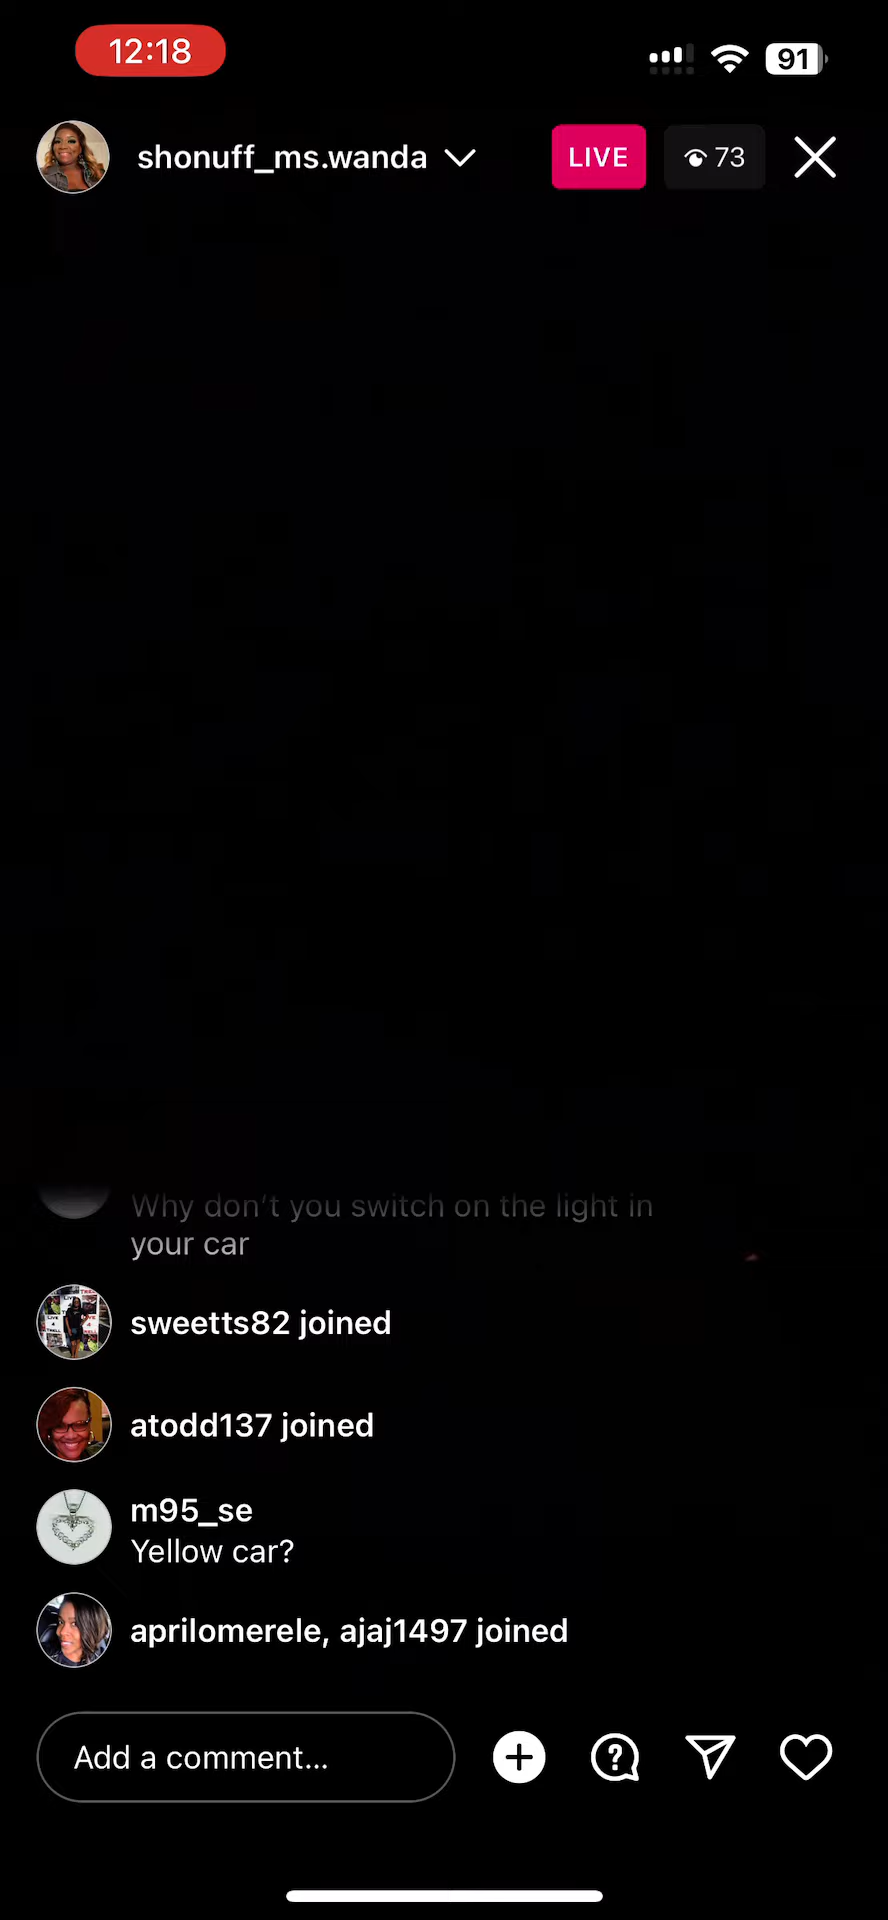 12:18
91
shonuff_ms.wanda
LIVE
73
Why don't you switch on the light in
your car
sweetts82 joined
atodd137 joined
m95_se
Yellow car?
aprilomerele, ajaj1497 joined
Add a comment...